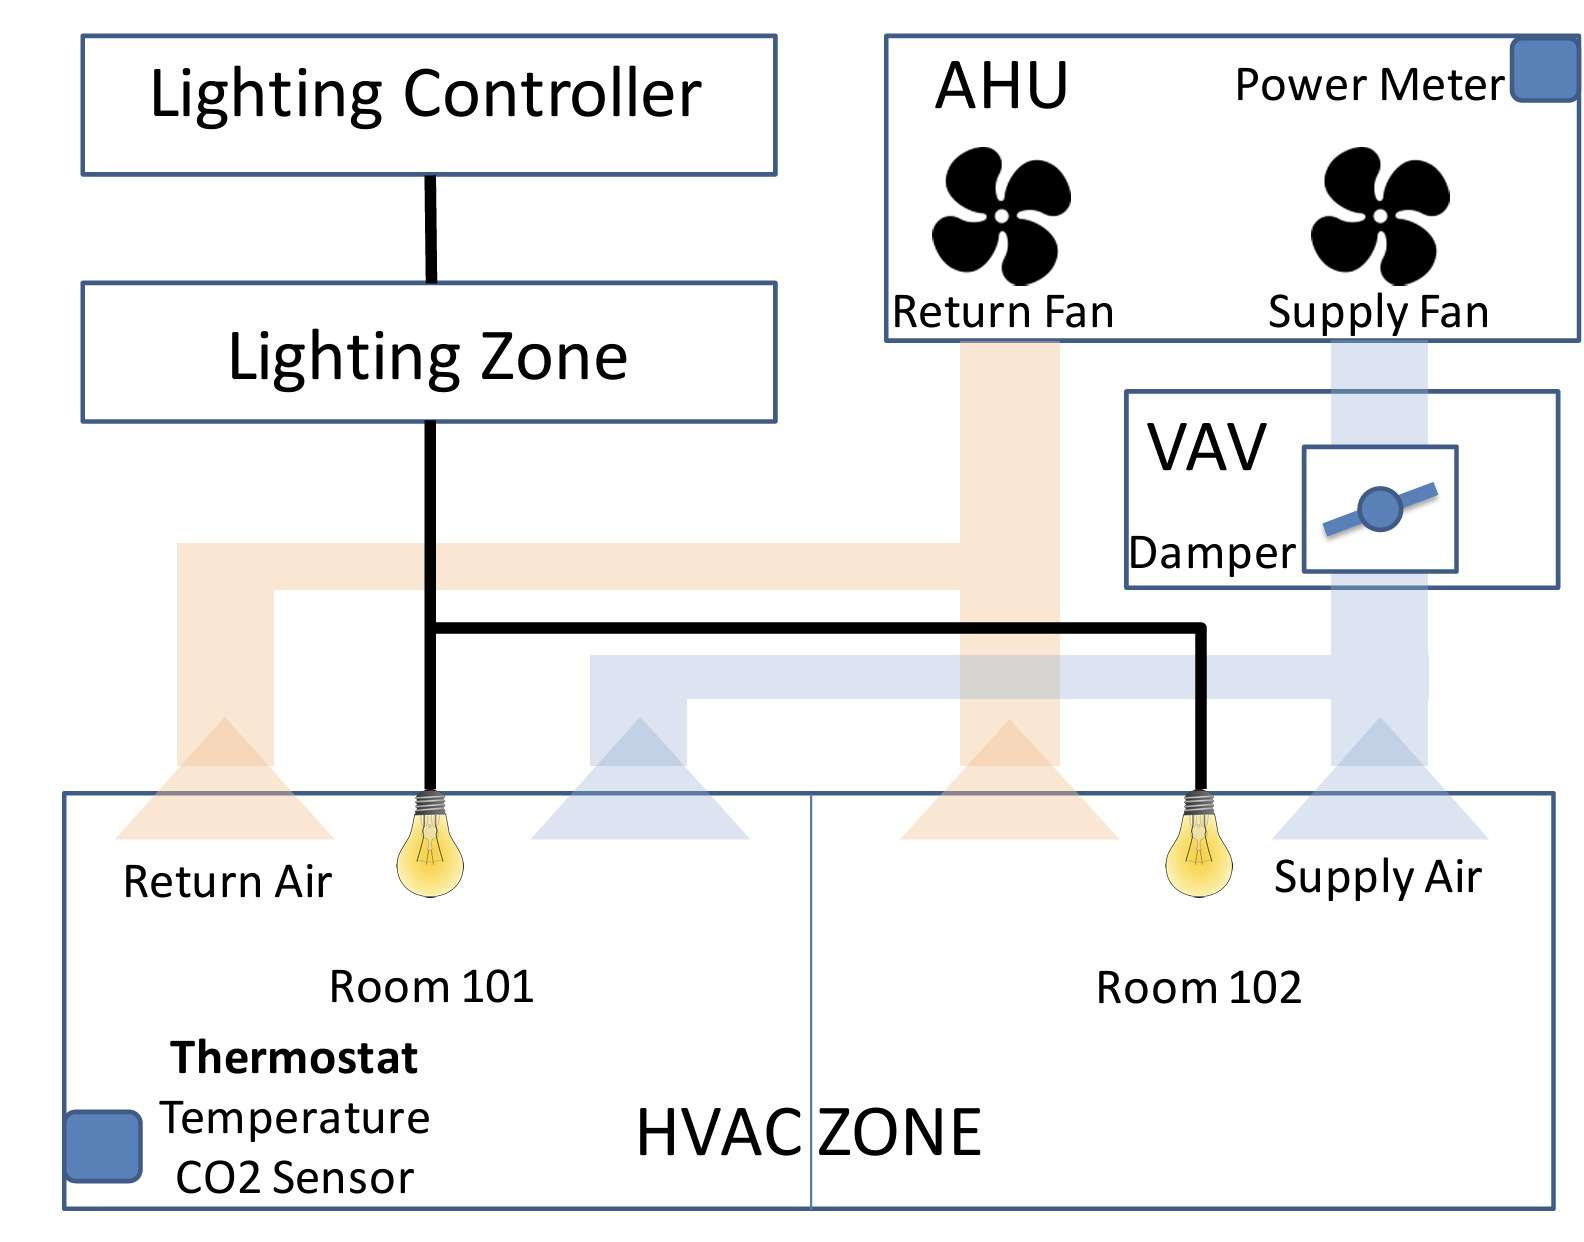 Lighting Controller
AHU
Power Meter
Return Fan
Supply Fan
Lighting Zone
VAV
Damper
Return Air
Supply Air
Room 101
Room 102
Thermostat
Temperature
CO2 Sensor
HVAC ZONE